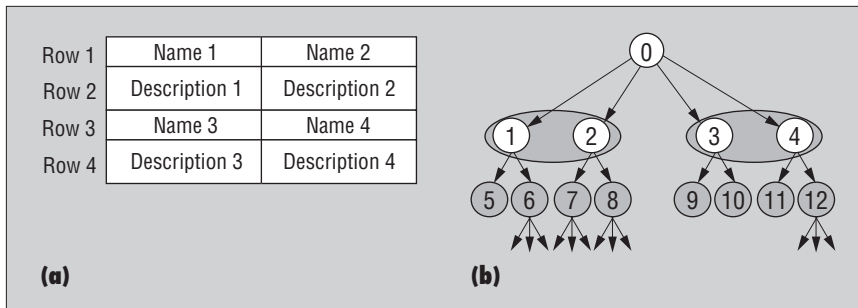 Row 1 Name 1 Name 2
Row 2 Description 1 Description 2
Row 3 Name 3 Name 4
Row 4 Description 3 Description 4
(a)
0
1 2 3 4
5 6 7 8 9 10 11 12
(b)